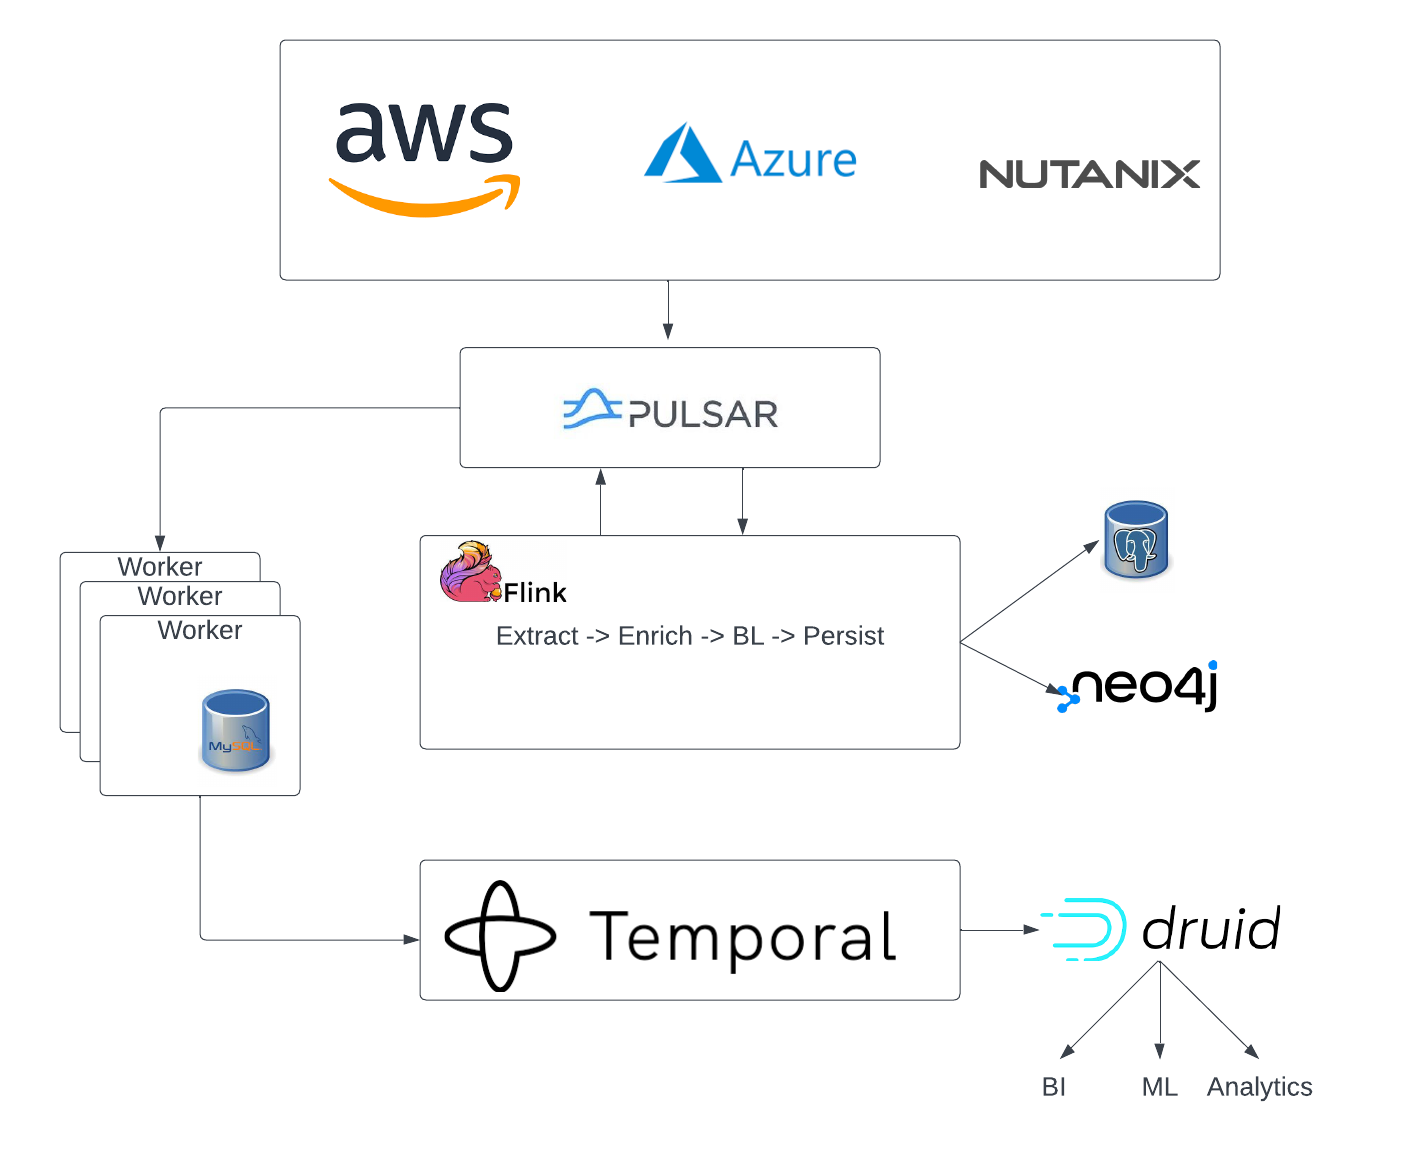 aws
Azure
NUTANIX
PULSAR
Worker
Worker
Worker
MySQL
Flink
Extract -> Enrich -> BL -> Persist
neo4j
Temporal
druid
BI
ML
Analytics